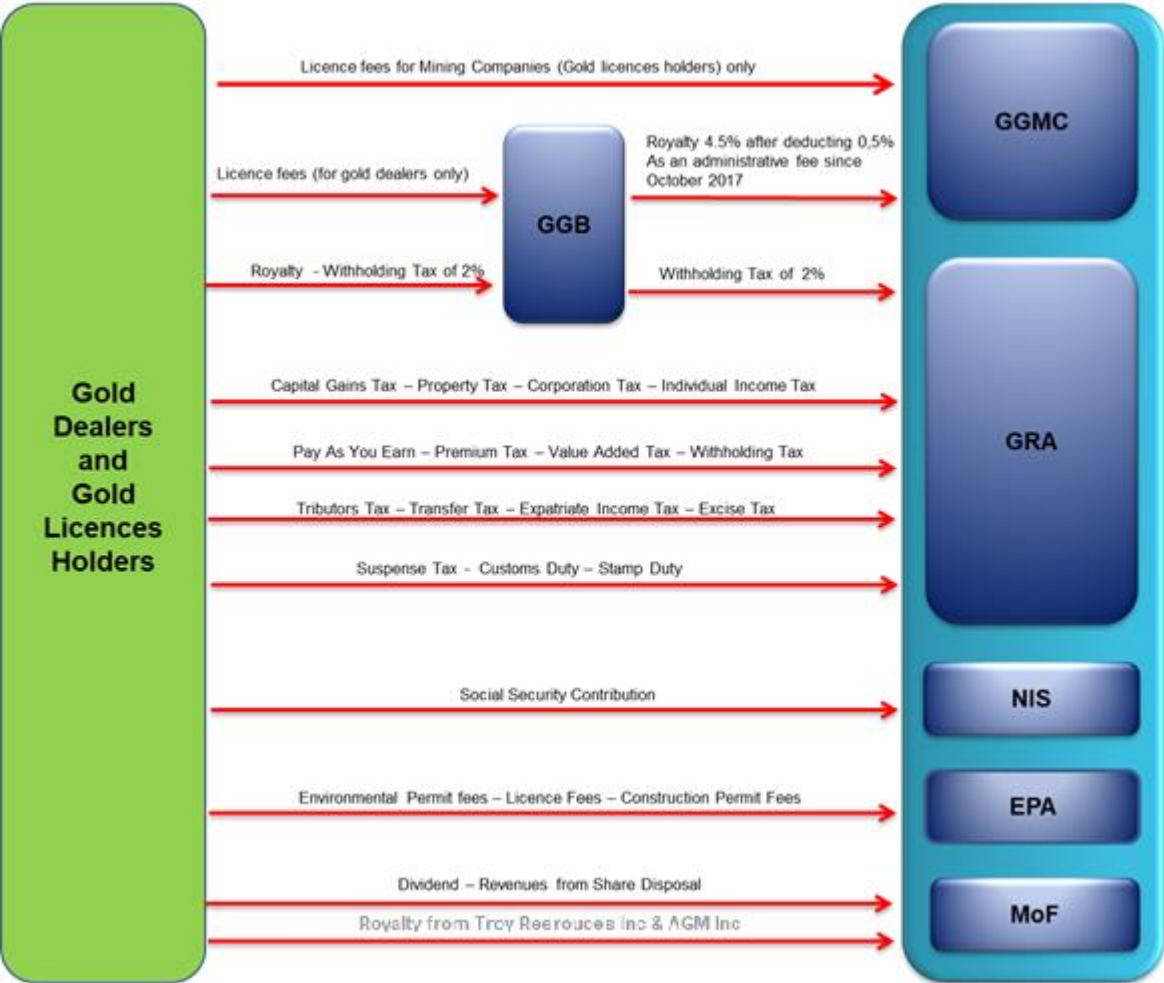 Licence fees for Mining Companies (Gold licences holders) only
GGMC
Royalty 4.5% after deducting 0,5%
As an administrative fee since
October 2017
Licence fees (for gold dealers only)
GGB
Royalty - Withholding Tax of 2%
Withholding Tax of 2%
Gold
Dealers
and
Gold
Licences
Holders
Capital Gains Tax – Property Tax – Corporation Tax – Individual Income Tax
GRA
Pay As You Earn – Premium Tax – Value Added Tax – Withholding Tax
Tributors Tax – Transfer Tax – Expatriate Income Tax – Excise Tax
Suspense Tax - Customs Duty – Stamp Duty
Social Security Contribution
NIS
Environmental Permit fees – Licence Fees – Construction Permit Fees
EPA
Dividend – Revenues from Share Disposal
MoF
Royalty from Troy Resrouces Inc & AGM Inc